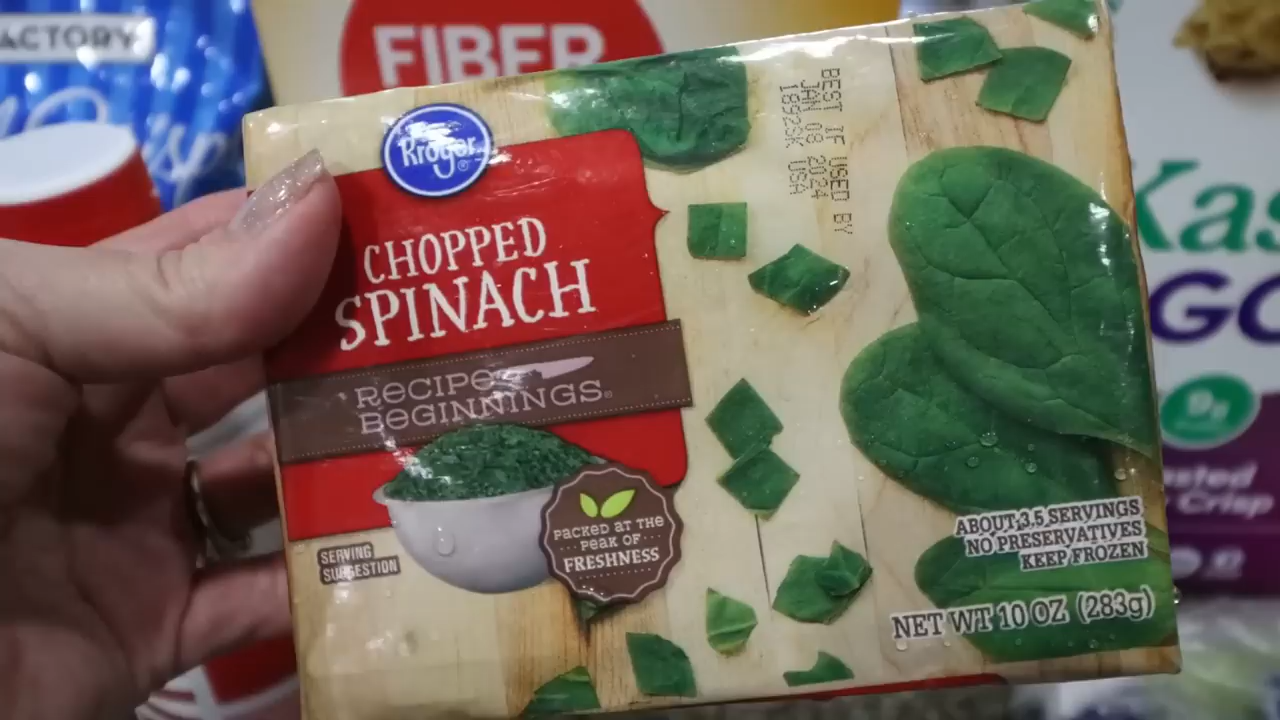 ACTORY
FIBER
Kroger
CHOPPED
SPINACH
RECIPE
BEGINNINGS®
PACKED AT THE
PEAK OF
FRESHNESS
SERVING
SUGGESTION
BEST IF USED BY
JAN 08 2024
1892SK USA
ABOUT 3.5 SERVINGS
NO PRESERVATIVES
KEEP FROZEN
NET WT 10 OZ (283g)
Kas
GO
9g
Crisp